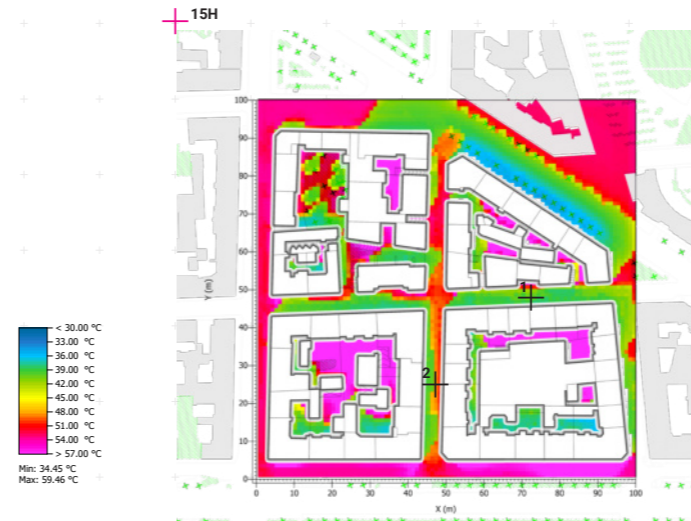 15H
100
90
80
70
60
50
40
30
20
10
0
Y (m)
0 10 20 30 40 50 60 70 80 90 100
X (m)
1
2
< 30.00 °C
33.00 °C
36.00 °C
39.00 °C
42.00 °C
45.00 °C
48.00 °C
51.00 °C
54.00 °C
> 57.00 °C
Min: 34.45 °C
Max: 59.46 °C